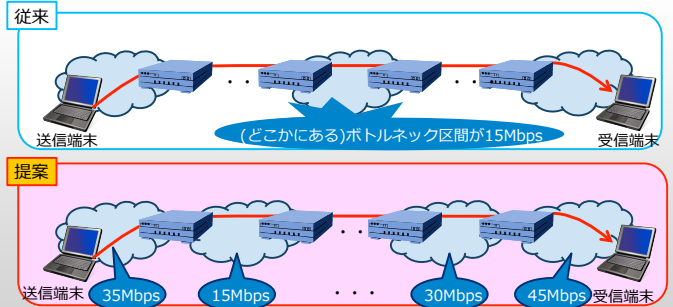 従来
・・
・・
送信端末
(どこかにある)ボトルネック区間が15Mbps
受信端末
提案
・・
送信端末
35Mbps
15Mbps
・・・
30Mbps
45Mbps
受信端末